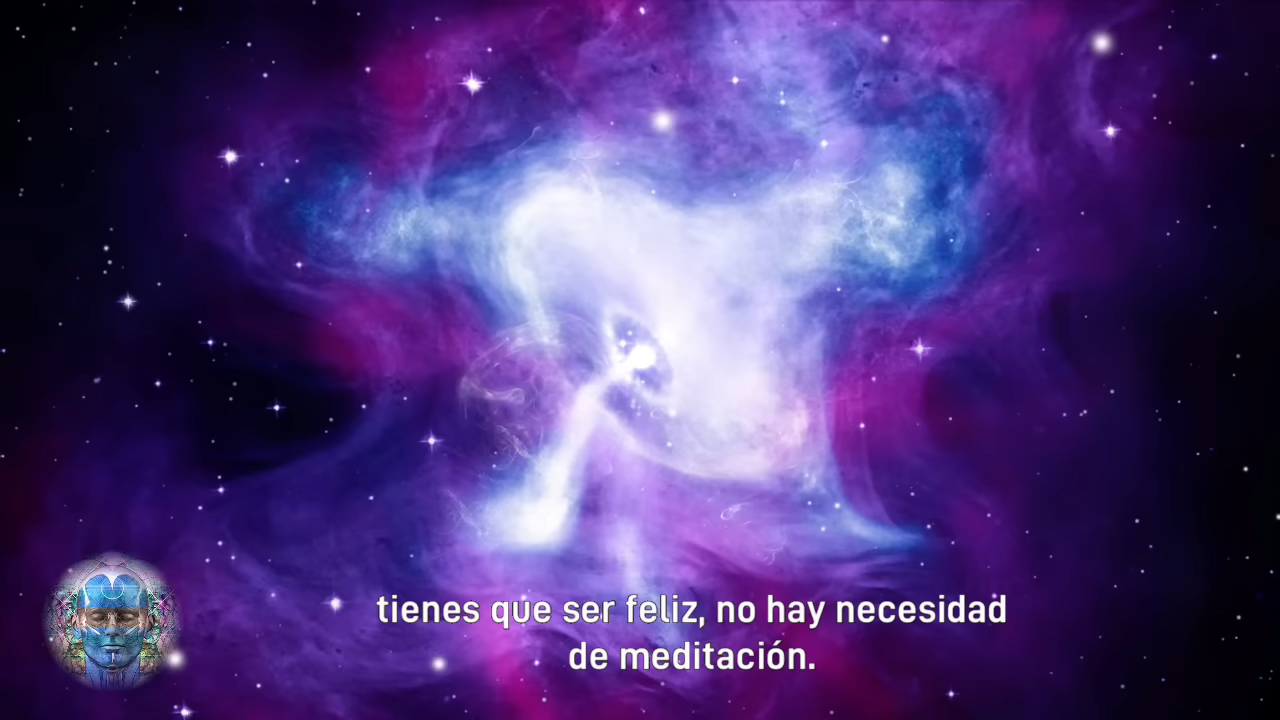 tienes que ser feliz, no hay necesidad
de meditación.